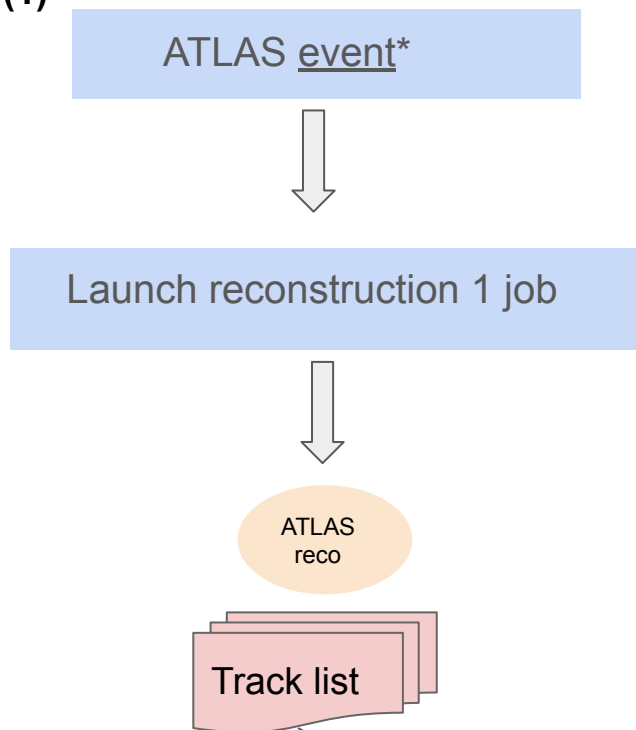 ATLAS event*
Launch reconstruction 1 job
ATLAS
reco
Track list